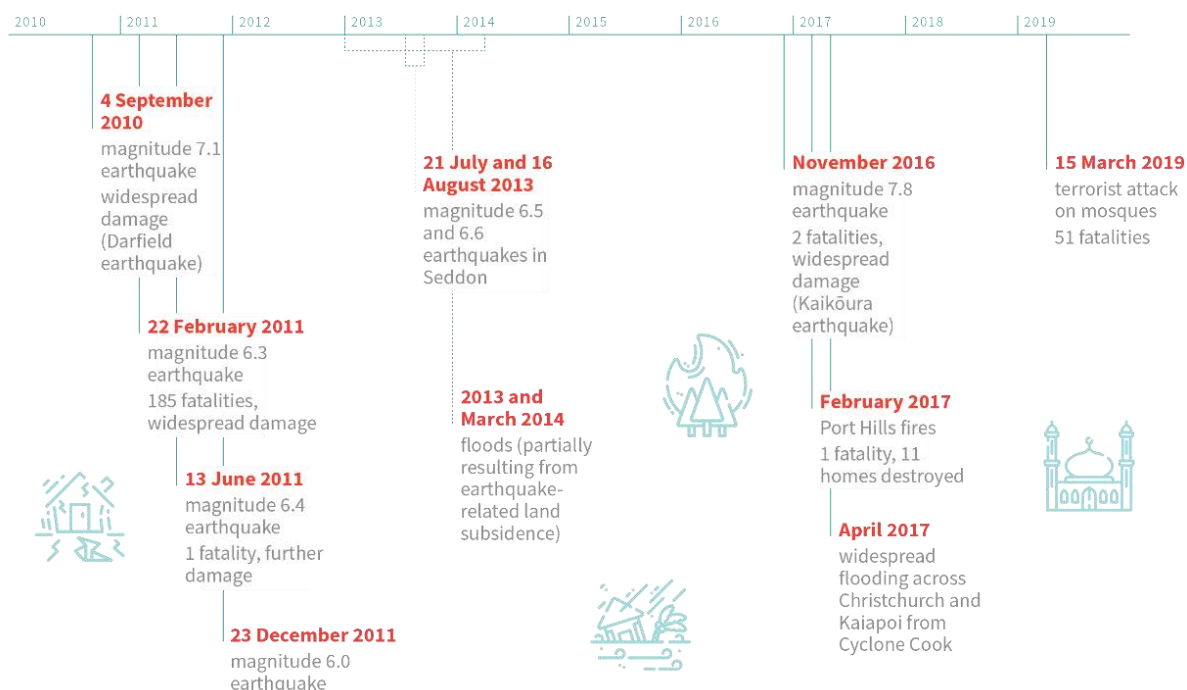 2010
2011
2012
2013
2014
2015
2016
2017
2018
2019
4 September
2010
magnitude 7.1
earthquake
widespread
damage
(Darfield
earthquake)
22 February 2011
magnitude 6.3
earthquake
185 fatalities,
widespread damage
13 June 2011
magnitude 6.4
earthquake
1 fatality, further
damage
23 December 2011
magnitude 6.0
earthquake
21 July and 16
August 2013
magnitude 6.5
and 6.6
earthquakes in
Seddon
2013 and
March 2014
floods (partially
resulting from
earthquake-
related land
subsidence)
November 2016
magnitude 7.8
earthquake
2 fatalities,
widespread
damage
(Kaikōura
earthquake)
February 2017
Port Hills fires
1 fatality, 11
homes destroyed
April 2017
widespread
flooding across
Christchurch and
Kaiapoi from
Cyclone Cook
15 March 2019
terrorist attack
on mosques
51 fatalities